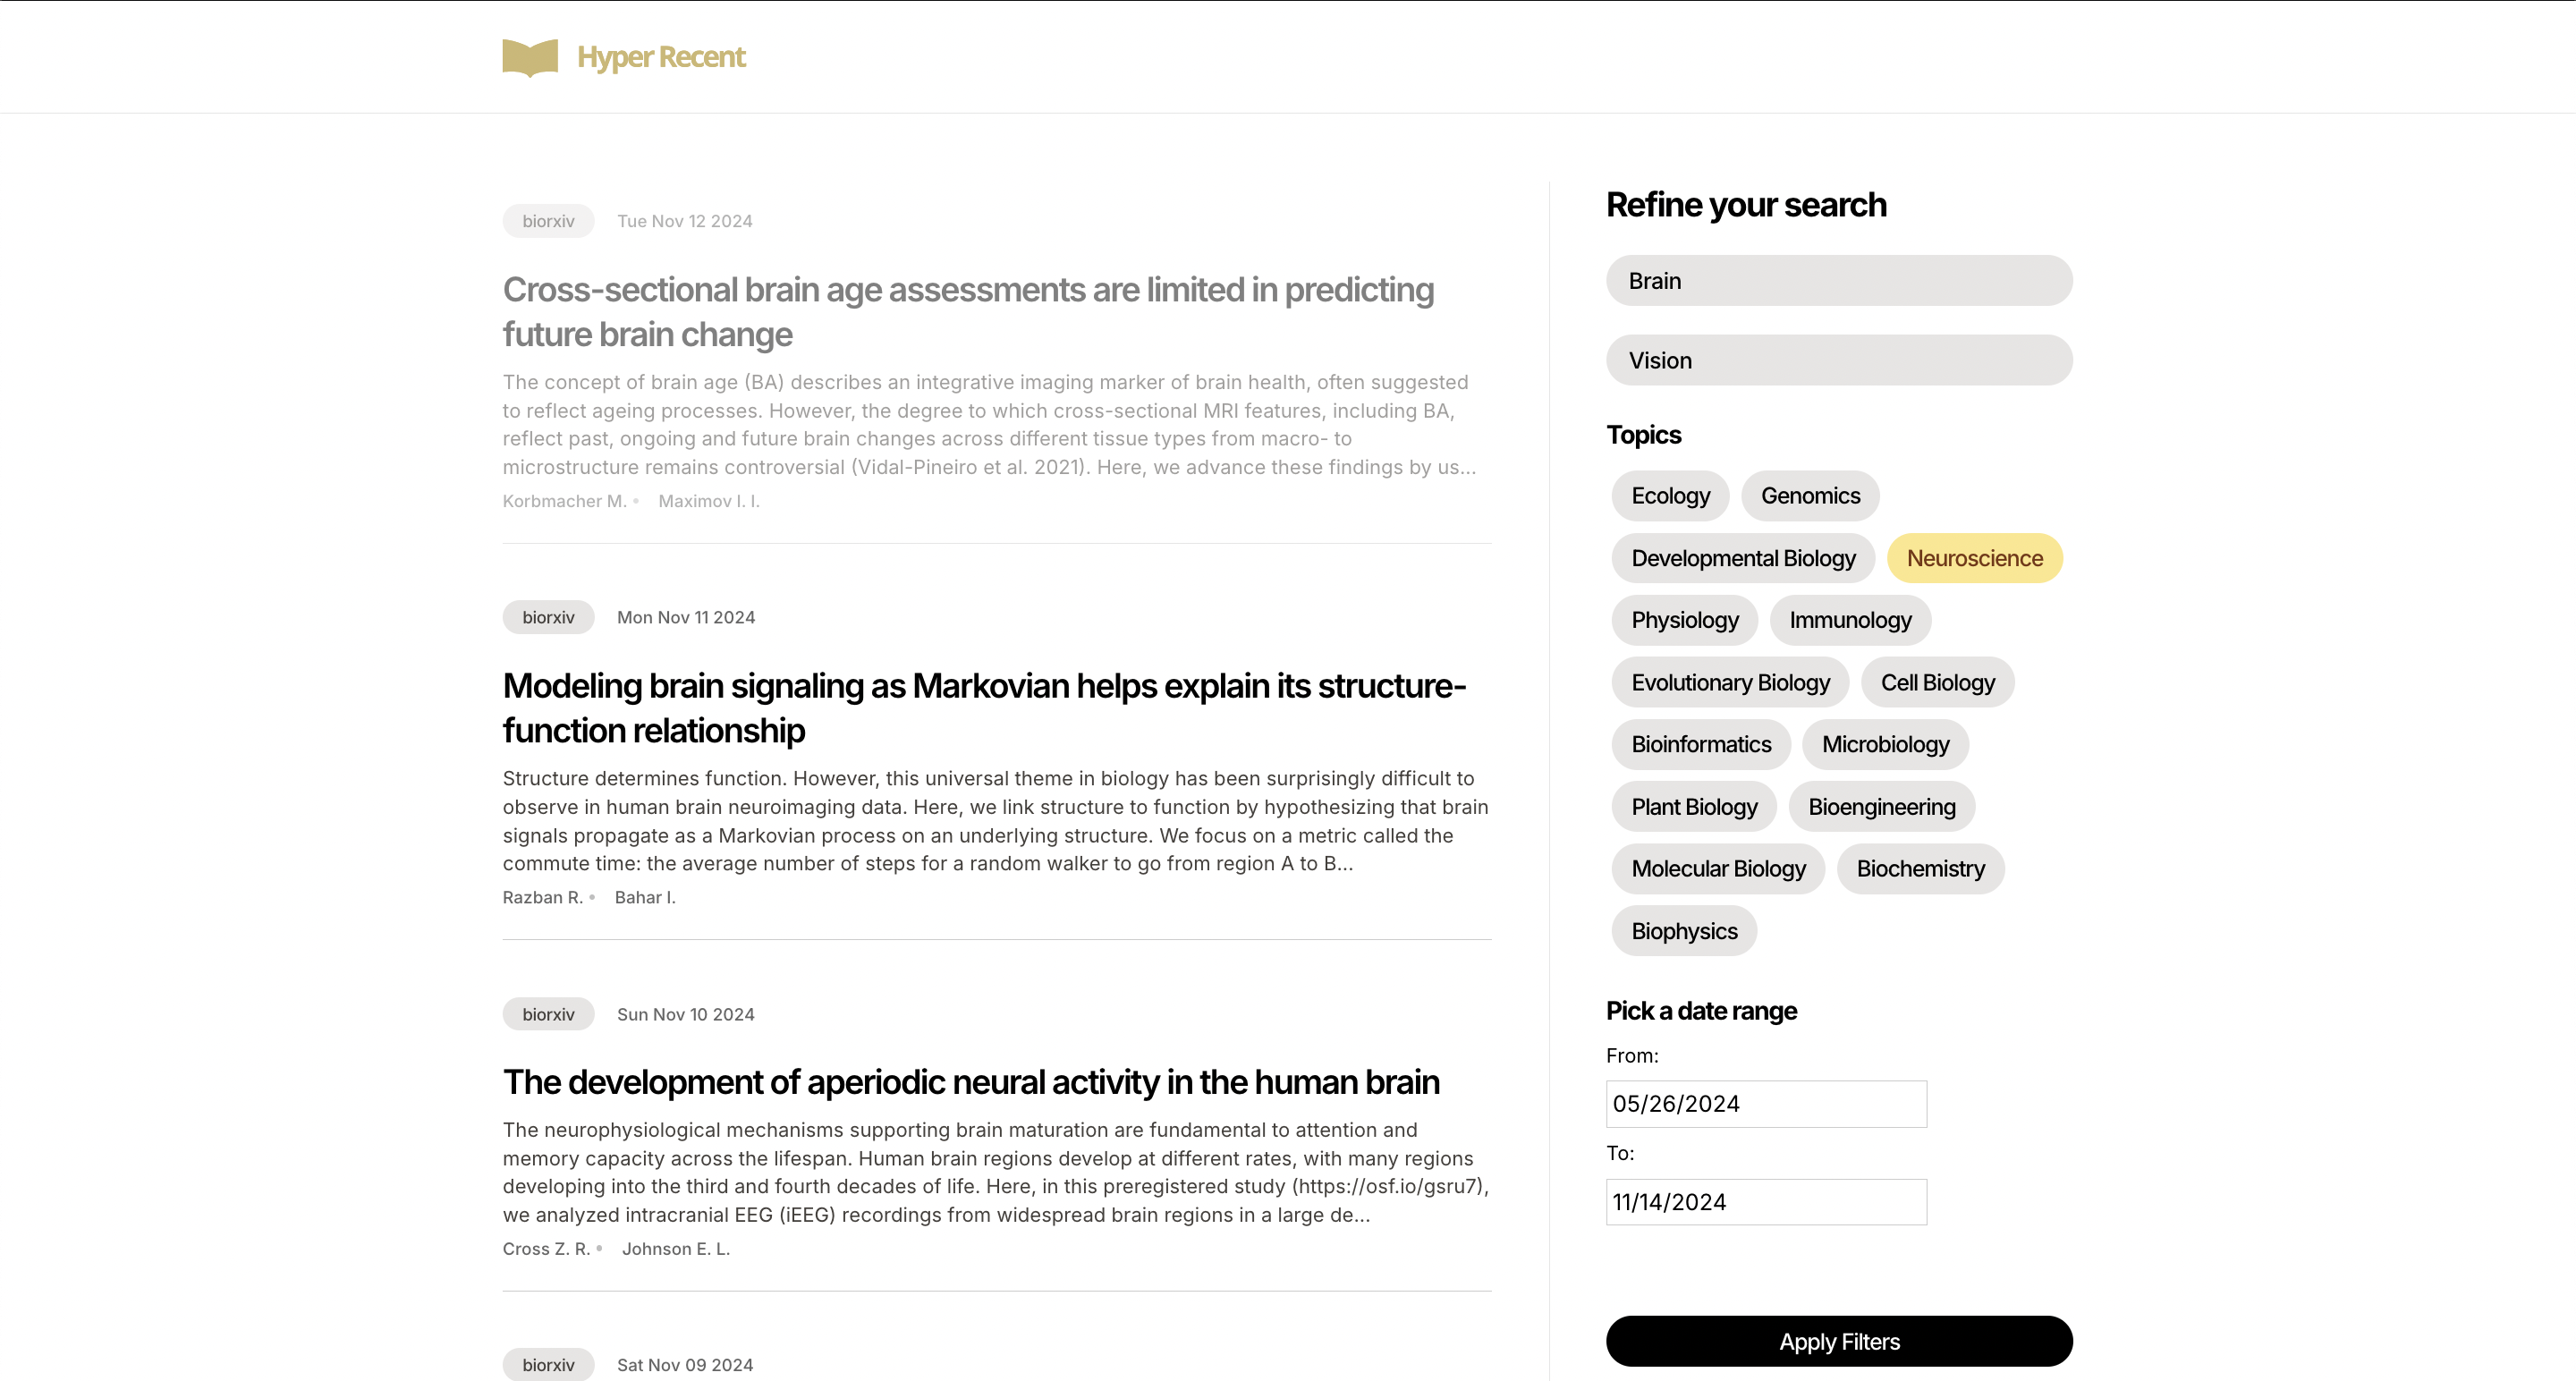 Hyper Recent
biorxiv Tue Nov 12 2024
Cross-sectional brain age assessments are limited in predicting
future brain change
The concept of brain age (BA) describes an integrative imaging marker of brain health, often suggested
to reflect ageing processes. However, the degree to which cross-sectional MRI features, including BA,
reflect past, ongoing and future brain changes across different tissue types from macro- to
microstructure remains controversial (Vidal-Pineiro et al. 2021). Here, we advance these findings by us...
Korbmacher M. • Maximov I. I.
biorxiv Mon Nov 11 2024
Modeling brain signaling as Markovian helps explain its structure-
function relationship
Structure determines function. However, this universal theme in biology has been surprisingly difficult to
observe in human brain neuroimaging data. Here, we link structure to function by hypothesizing that brain
signals propagate as a Markovian process on an underlying structure. We focus on a metric called the
commute time: the average number of steps for a random walker to go from region A to B...
Razban R. • Bahar I.
biorxiv Sun Nov 10 2024
The development of aperiodic neural activity in the human brain
The neurophysiological mechanisms supporting brain maturation are fundamental to attention and
memory capacity across the lifespan. Human brain regions develop at different rates, with many regions
developing into the third and fourth decades of life. Here, in this preregistered study (https://osf.io/gsru7),
we analyzed intracranial EEG (iEEG) recordings from widespread brain regions in a large de...
Cross Z. R. • Johnson E. L.
biorxiv Sat Nov 09 2024
Refine your search
Brain
Vision
Topics
Ecology Genomics
Developmental Biology Neuroscience
Physiology Immunology
Evolutionary Biology Cell Biology
Bioinformatics Microbiology
Plant Biology Bioengineering
Molecular Biology Biochemistry
Biophysics
Pick a date range
From:
05/26/2024
To:
11/14/2024
Apply Filters